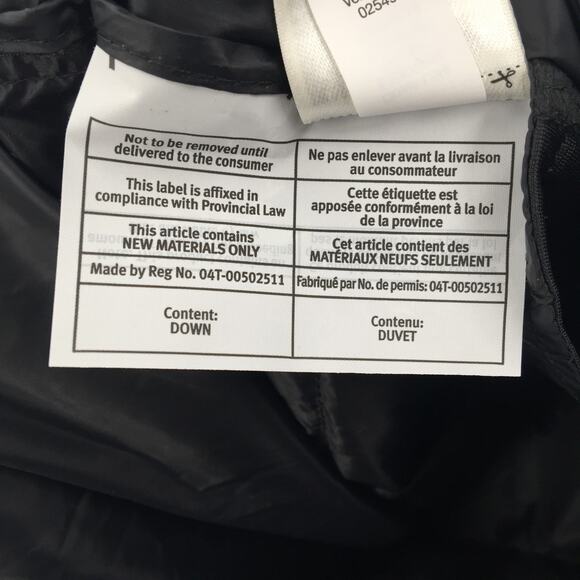 Not to be removed until
delivered to the consumer
Ne pas enlever avant la livraison
au consommateur
This label is affixed in
compliance with Provincial Law
Cette étiquette est
apposée conformément à la loi
de la province
This article contains
NEW MATERIALS ONLY
Cet article contient des
MATÉRIAUX NEUFS SEULEMENT
Made by Reg No. 04T-00502511
Fabriqué par No. de permis: 04T-00502511
Content:
DOWN
Contenu:
DUVET